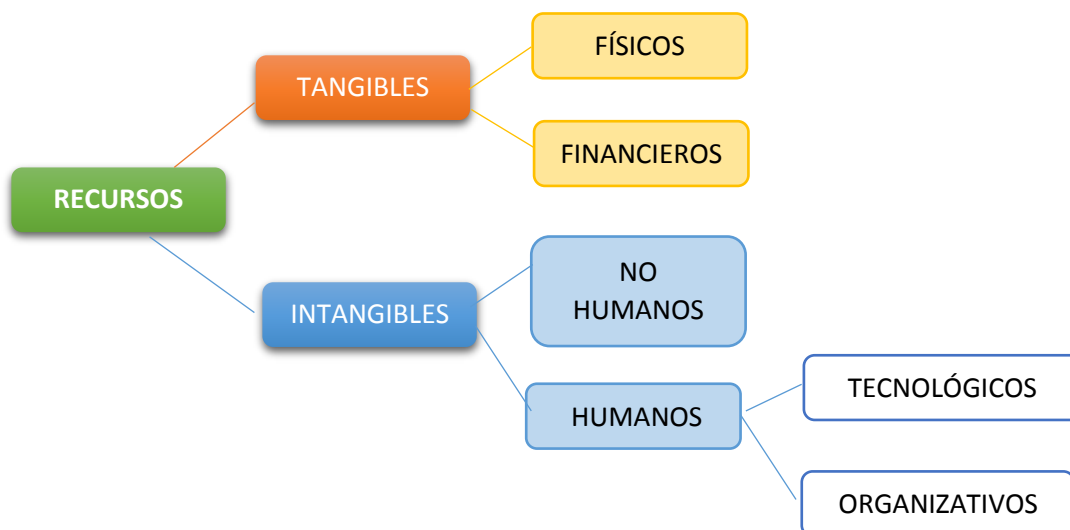 FÍSICOS
TANGIBLES
FINANCIEROS
RECURSOS
NO
HUMANOS
INTANGIBLES
HUMANOS
TECNOLÓGICOS
ORGANIZATIVOS